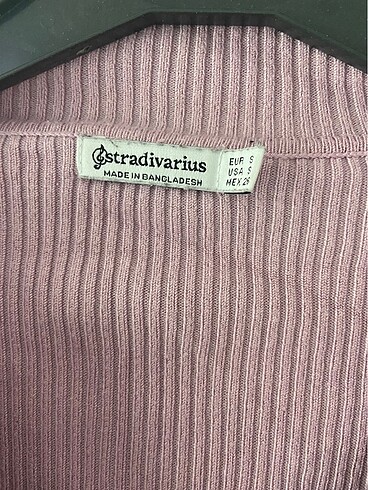 stradivarius
MADE IN BANGLADESH
EUR S
USA S
MEX 26